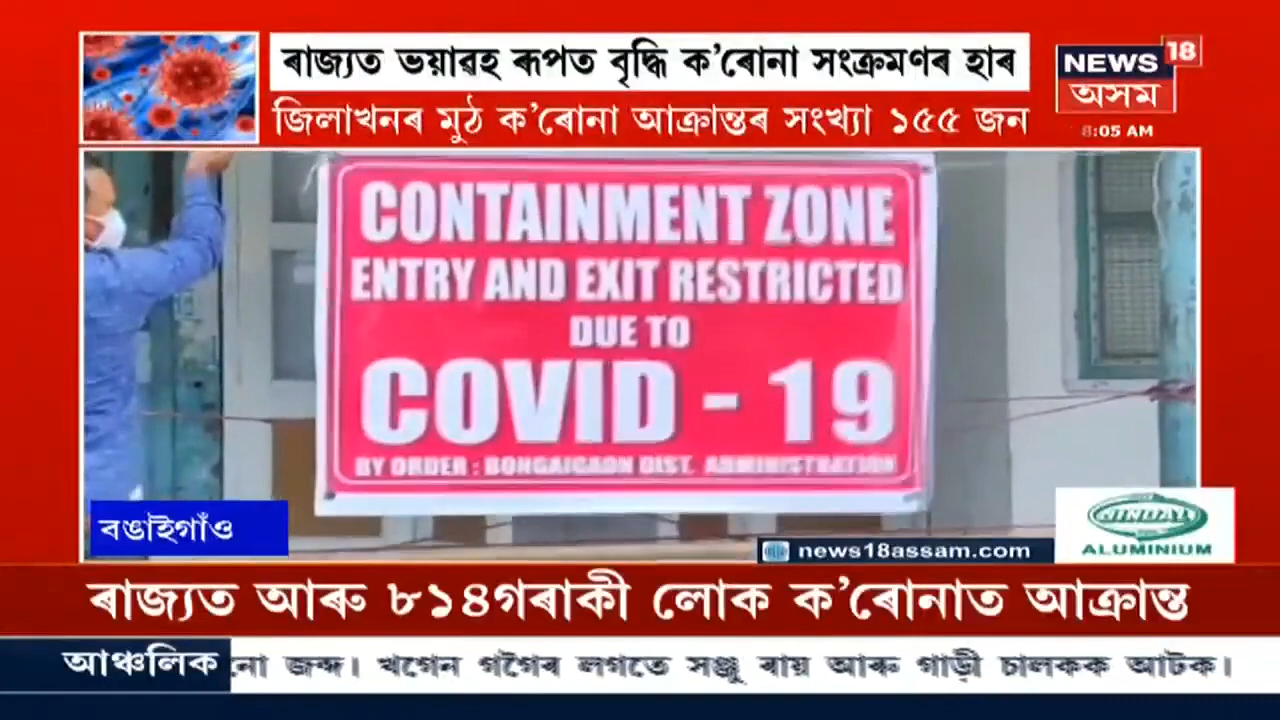 ৰাজ্যত ভয়াৱহ ৰূপত বৃদ্ধি ক'ৰোনা সংক্ৰমণৰ হাৰ
NEWS 18
অসম
জিলাখনৰ মুঠ ক'ৰোনা আক্ৰান্তৰ সংখ্যা ১৫৫ জন
8:05 AM
CONTAINMENT ZONE
ENTRY AND EXIT RESTRICTED
DUE TO
COVID - 19
BY ORDER : BONGAIGAON DIST. ADMINISTRATION
বঙাইগাঁও
news18assam.com
JINDAL
ALUMINIUM
ৰাজ্যত আৰু ৮১৪গৰাকী লোক ক'ৰোনাত আক্ৰান্ত
আঞ্চলিক
জব্দ। খগেন গগৈৰ লগতে সঞ্জু ৰায় আৰু গাড়ী চালকক আটক।